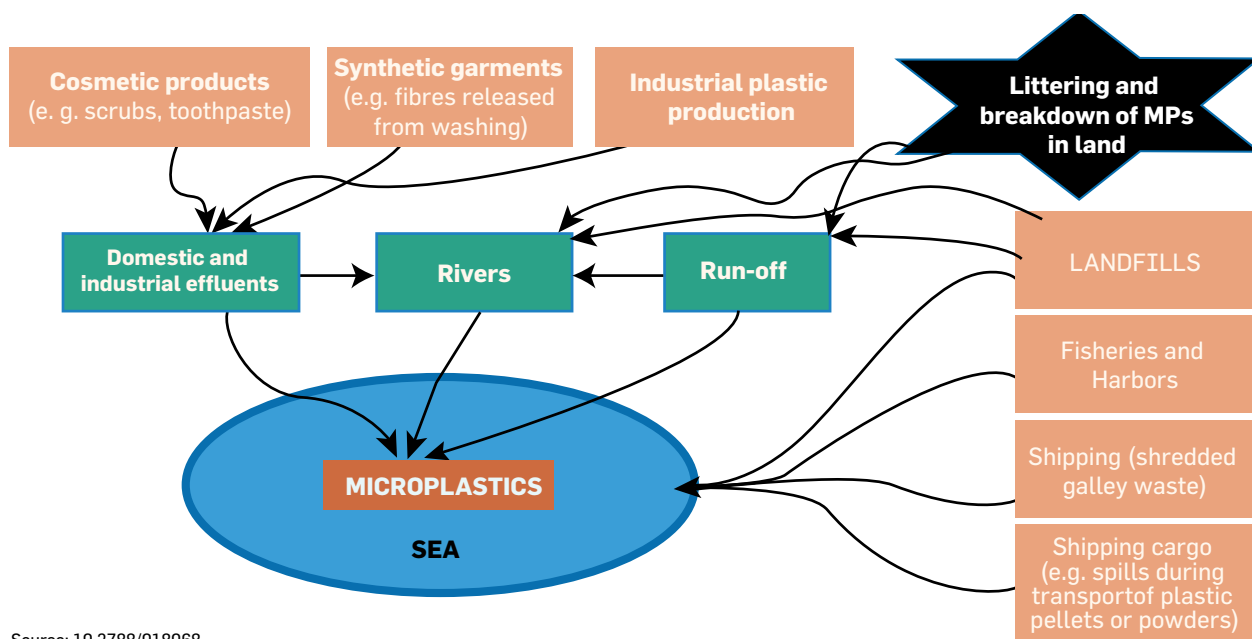 Cosmetic products
(e. g. scrubs, toothpaste)
Synthetic garments
(e.g. fibres released
from washing)
Industrial plastic
production
Littering and
breakdown of MPs
in land
Domestic and
industrial effluents
Rivers
Run-off
LANDFILLS
Fisheries and
Harbors
Shipping (shredded
galley waste)
Shipping cargo
(e.g. spills during
transportof plastic
pellets or powders)
MICROPLASTICS
SEA